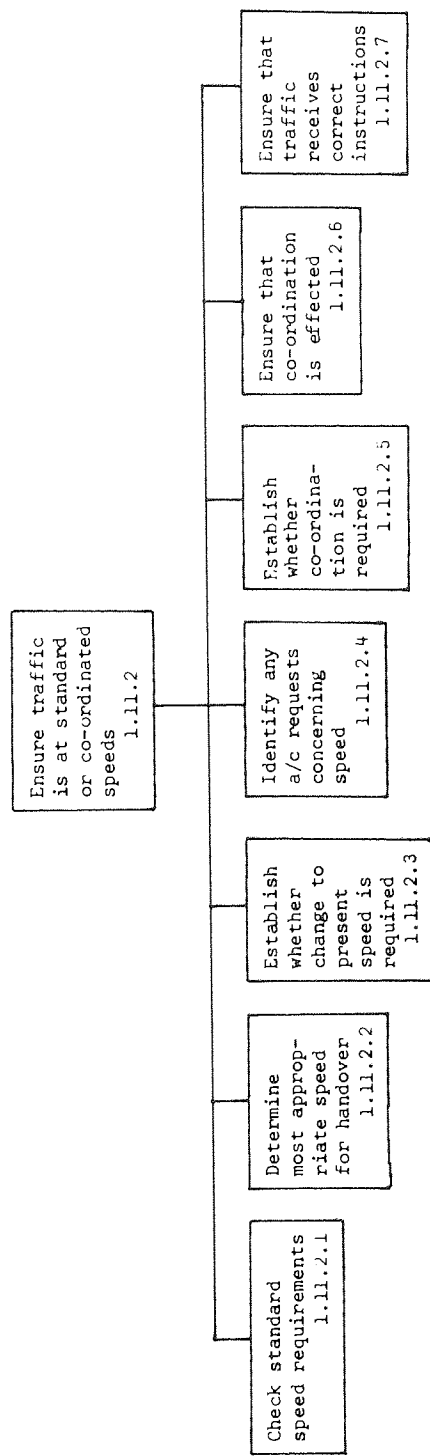 Ensure traffic
is at standard
or co-ordinated
speeds
1.11.2
Check standard
speed requirements
1.11.2.1
Determine
most approp-
riate speed
for handover
1.11.2.2
Establish
whether
change to
present
speed is
required
1.11.2.3
Identify any
a/c requests
concerning
speed
1.11.2.4
Establish
whether
co-ordina-
tion is
required
1.11.2.5
Ensure that
co-ordination
is effected
1.11.2.6
Ensure that
traffic
receives
correct
instructions
1.11.2.7